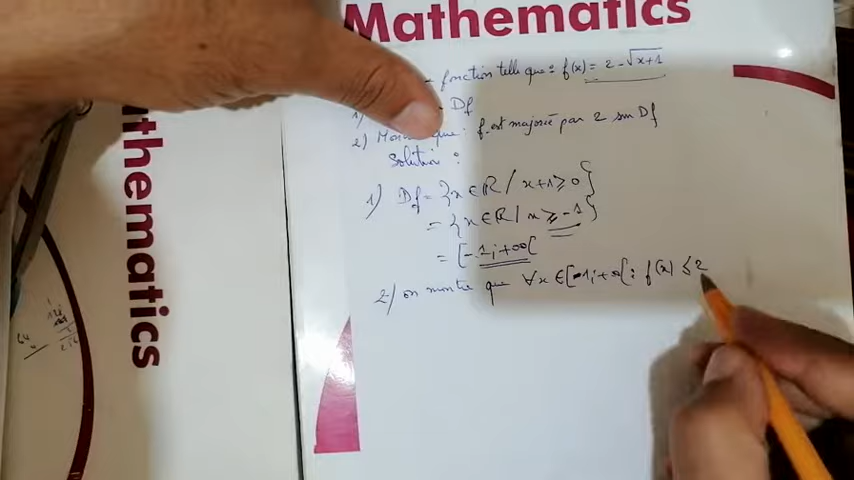 Mathematics
fonction telle que : f(x) = 2 - √x+1
1) Df
2) que : f est majorée par 2 sur Df
Solution :
1) Df = {x ∈ ℝ / x+1 ≥ 0}
= {x ∈ ℝ / x ≥ -1}
= [-1; +∞[
2) on montre que ∀x ∈ [-1; +∞[ : f(x) ≤ 2
Mathematics